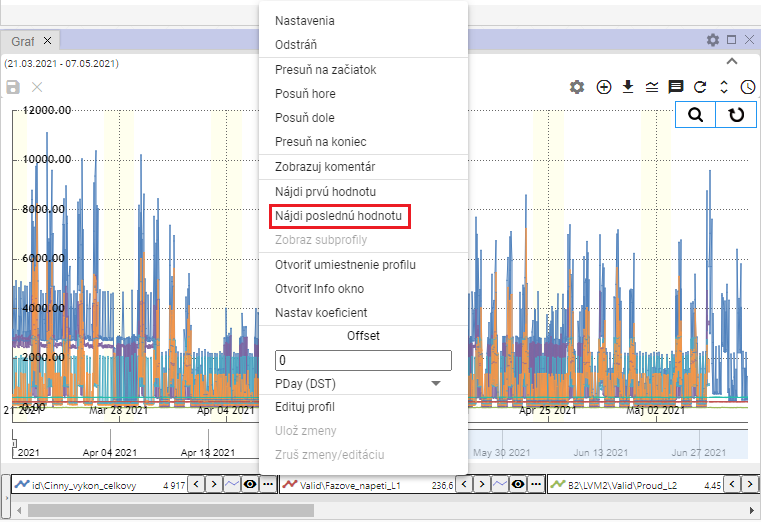 Graf
(21.03.2021 - 07.05.2021)
Nastavenia
Odstráň
Presuň na začiatok
Posuň hore
Posuň dole
Presuň na koniec
Zobrazuj komentár
Nájdi prvú hodnotu
Nájdi poslednú hodnotu
Zobraz subprofily
Otvoriť umiestnenie profilu
Otvoriť Info okno
Nastav koeficient
Offset
0
PDay (DST)
Edituj profil
Ulož zmeny
Zruš zmeny/editáciu
12000.00
10000.00
8000.00
6000.00
4000.00
2000.00
0.00
21 2021 Mar 28 2021 Apr 04 2021 Apr 25 2021 Máj 02 2021
2021 Apr 04 2021 Apr 18 2021 May 30 2021 Jun 13 2021 Jun 27 2021
id\Cinny_vykon_celkovy 4 917 Valid\Fazove_napeti_L1 236.6 B2\LVM2\Valid\Proud_L2 4.45